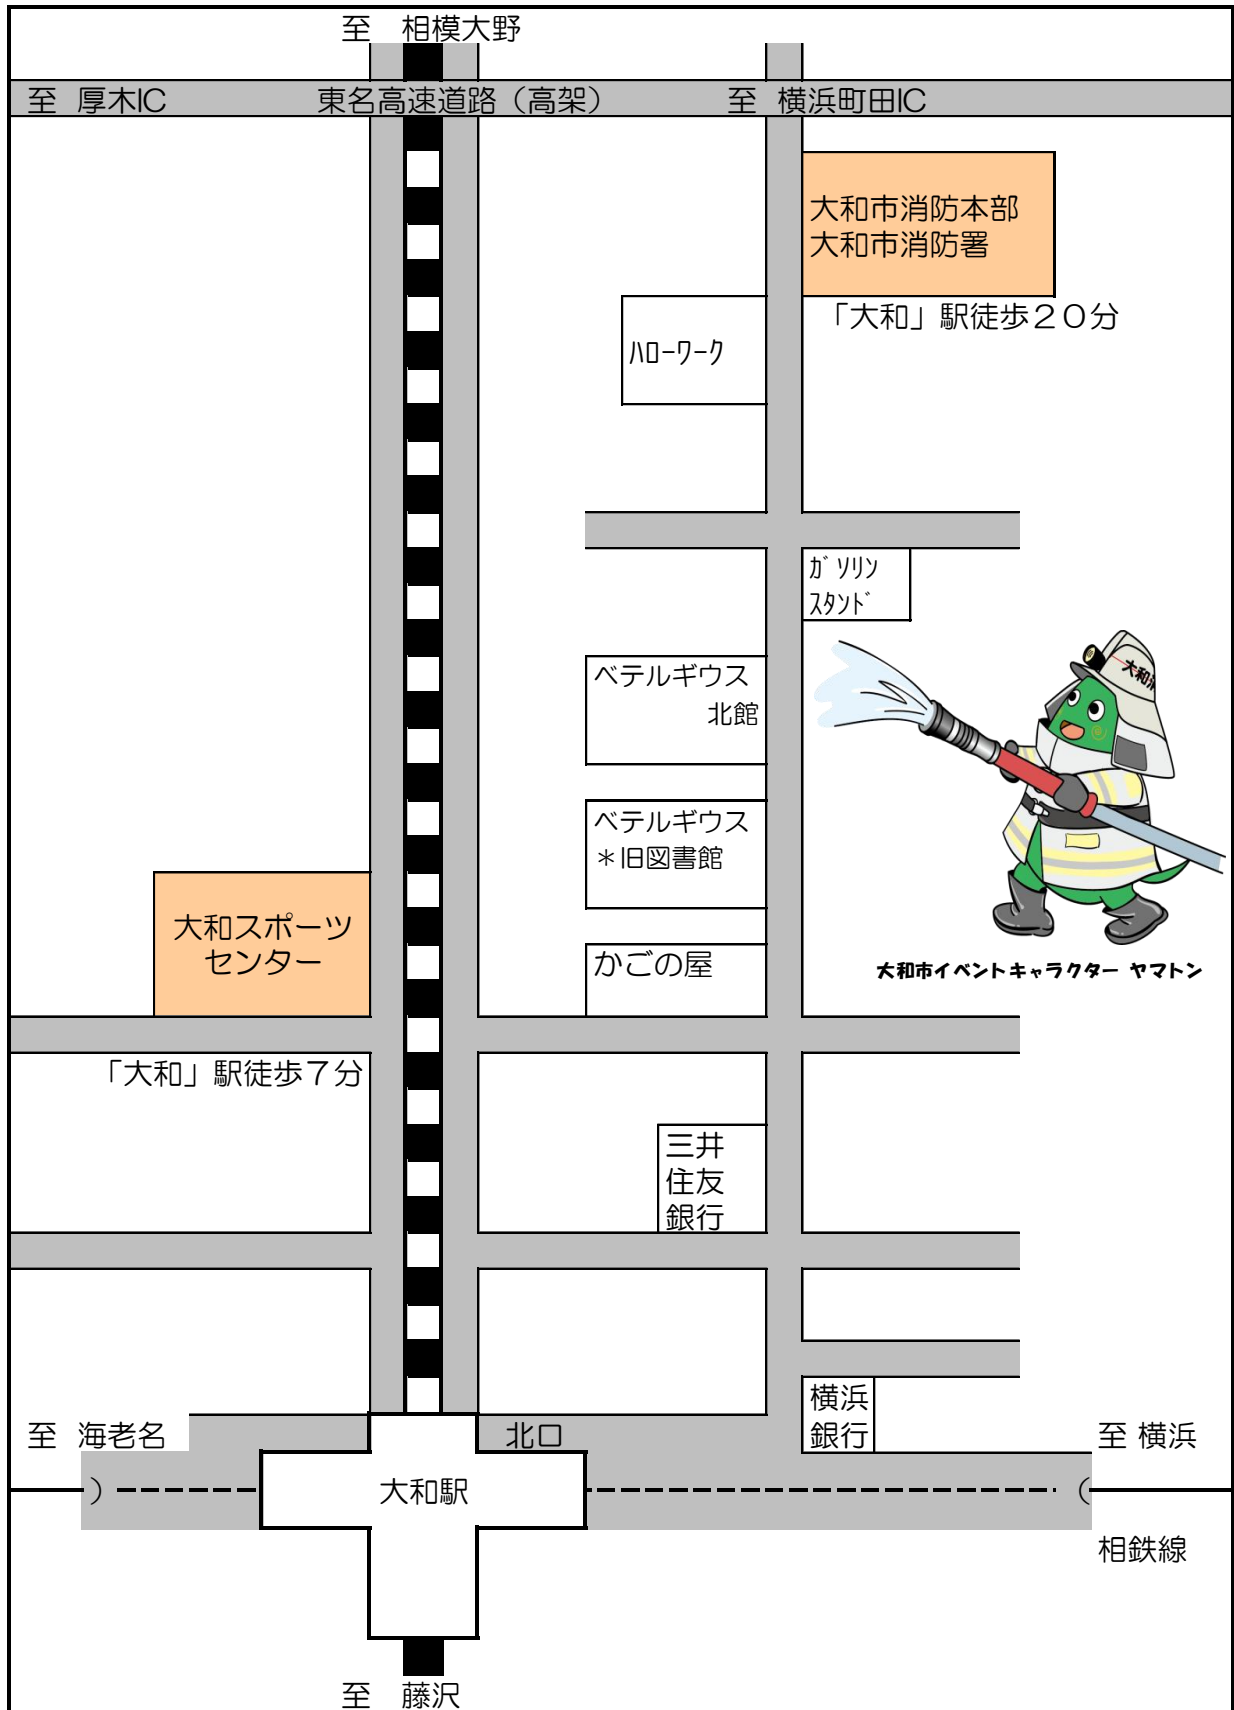 至　相模大野
至　厚木IC　東名高速道路（高架）　至　横浜町田IC
大和市消防本部
大和市消防署
「大和」駅徒歩２０分
ﾊﾛｰﾜｰｸ
ｶﾞｿﾘﾝ
ｽﾀﾝﾄﾞ
大和消
ベテルギウス
北館
ベテルギウス
＊旧図書館
大和スポーツ
センター
かごの屋
大和市イベントキャラクター ヤマトン
「大和」駅徒歩７分
三井
住友
銀行
横浜
銀行
至　海老名
北口
至 横浜
大和駅
相鉄線
至　藤沢